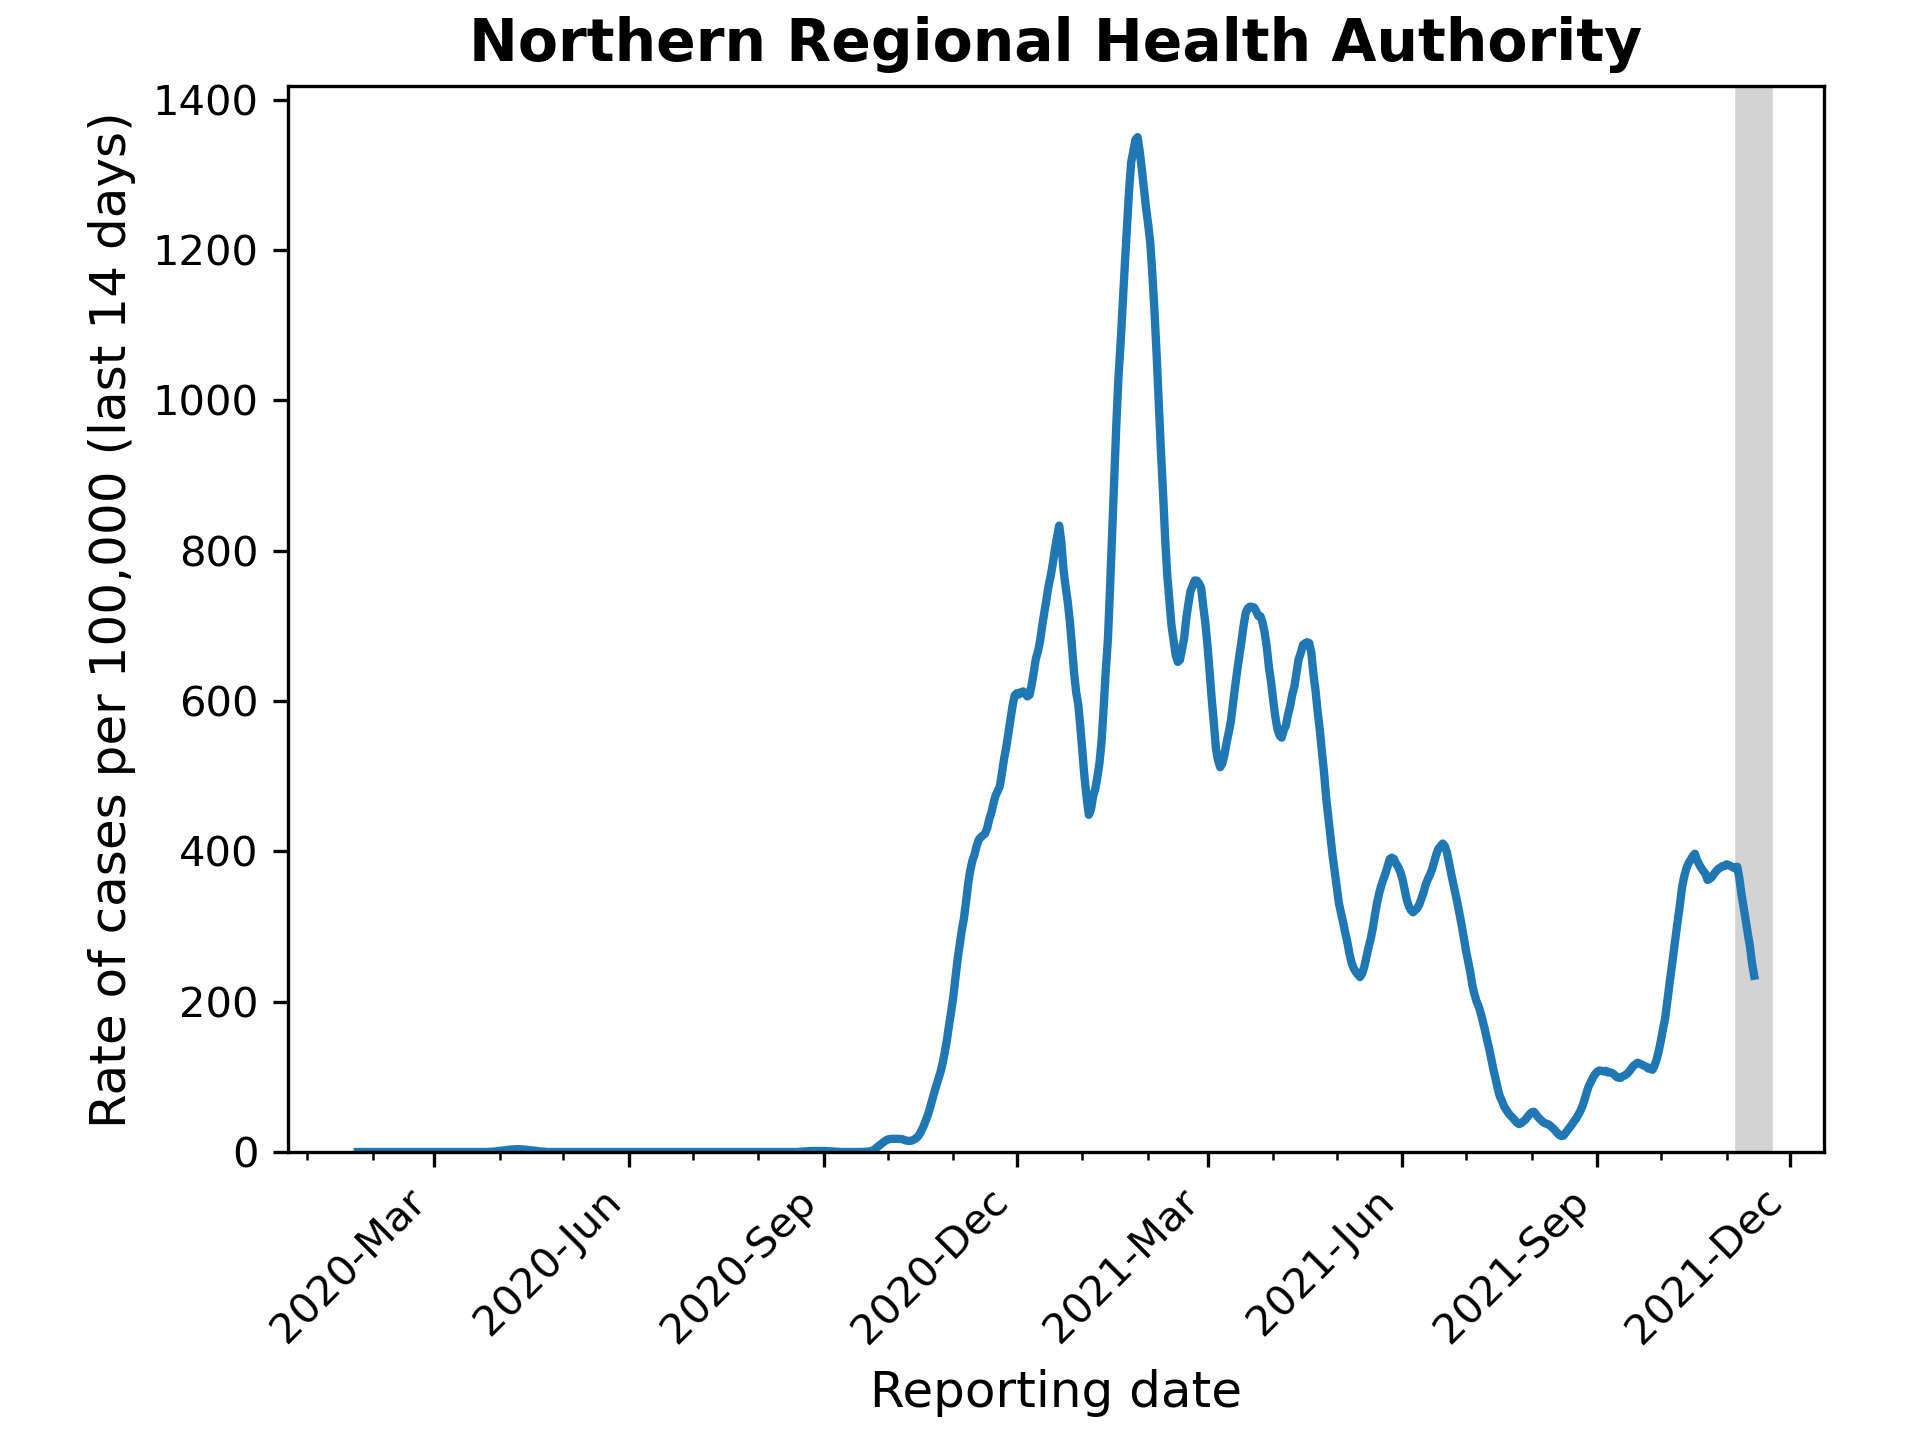 Northern Regional Health Authority
Rate of cases per 100,000 (last 14 days)
1400
1200
1000
800
600
400
200
0
2020-Mar
2020-Jun
2020-Sep
2020-Dec
2021-Mar
2021-Jun
2021-Sep
2021-Dec
Reporting date